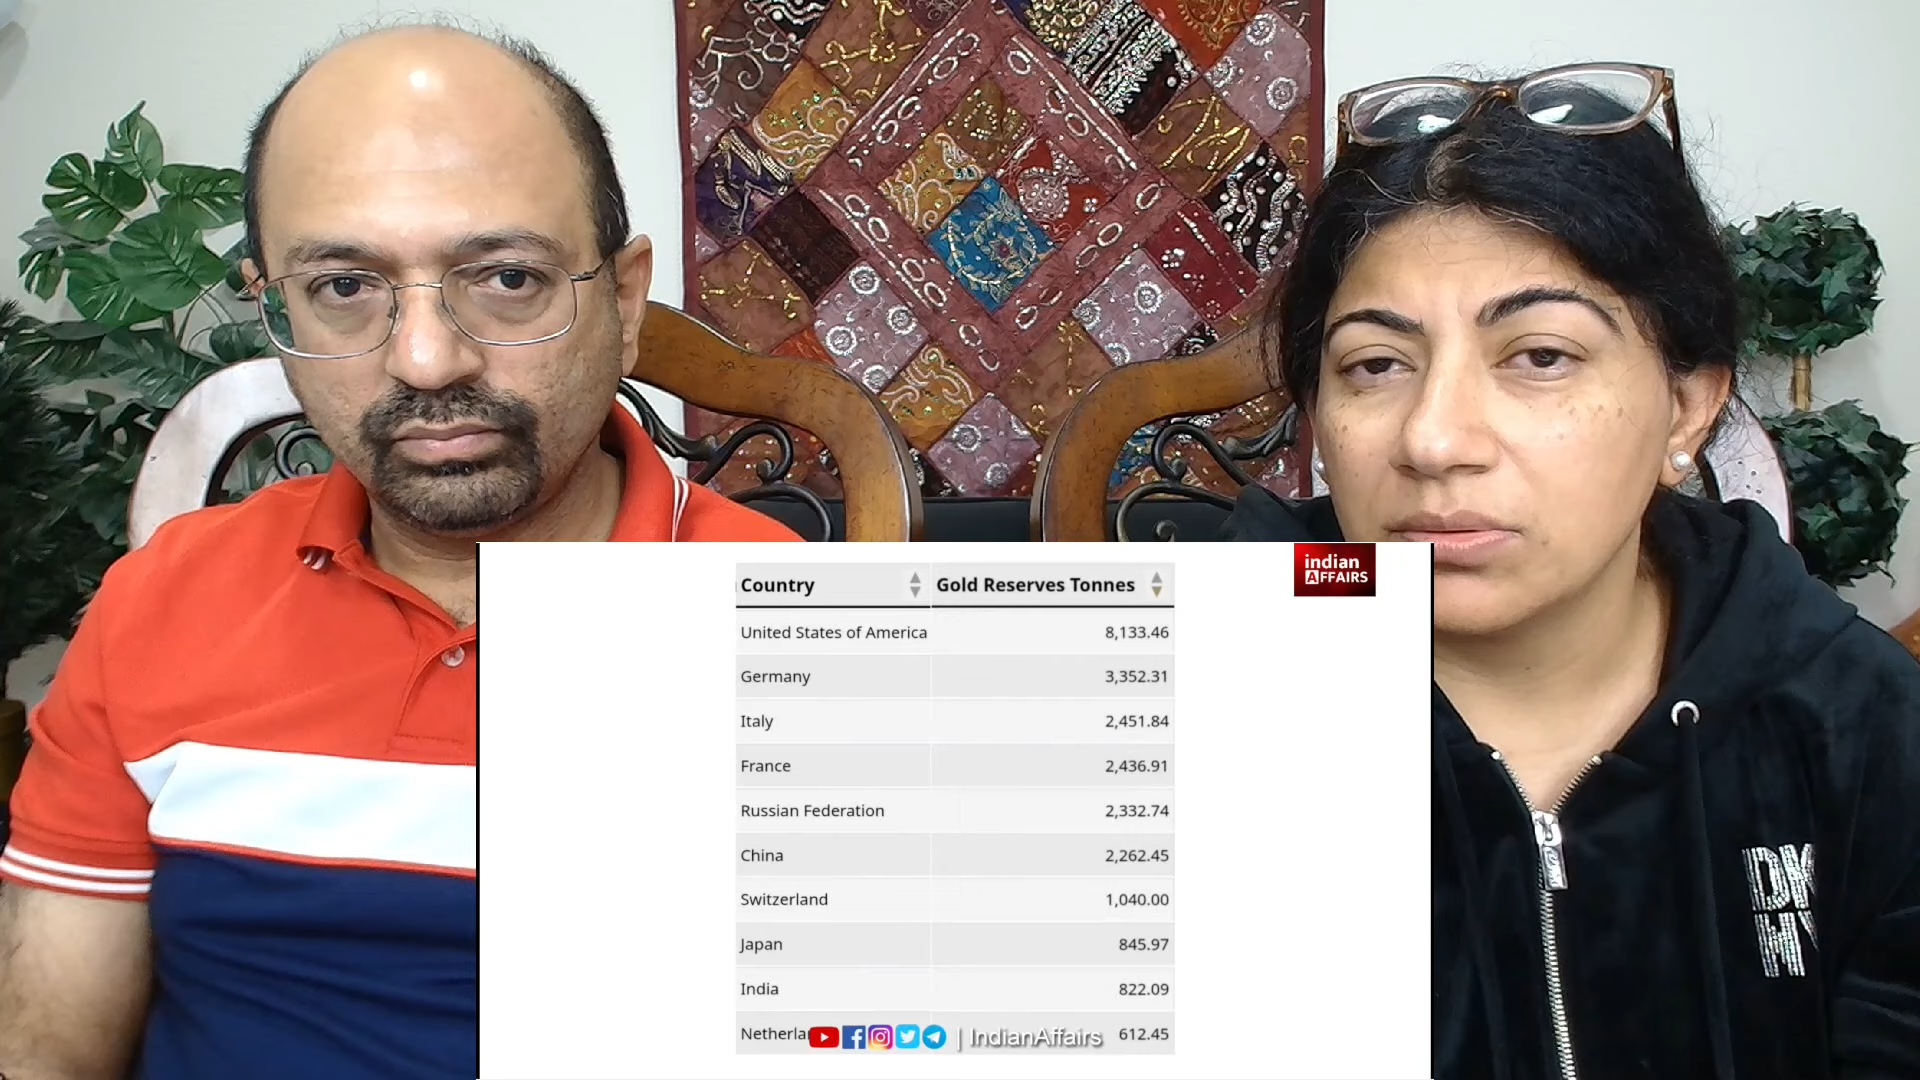 indian
AFFAIRS
Country Gold Reserves Tonnes
United States of America 8,133.46
Germany 3,352.31
Italy 2,451.84
France 2,436.91
Russian Federation 2,332.74
China 2,262.45
Switzerland 1,040.00
Japan 845.97
India 822.09
Netherla 612.45
| IndianAffairs